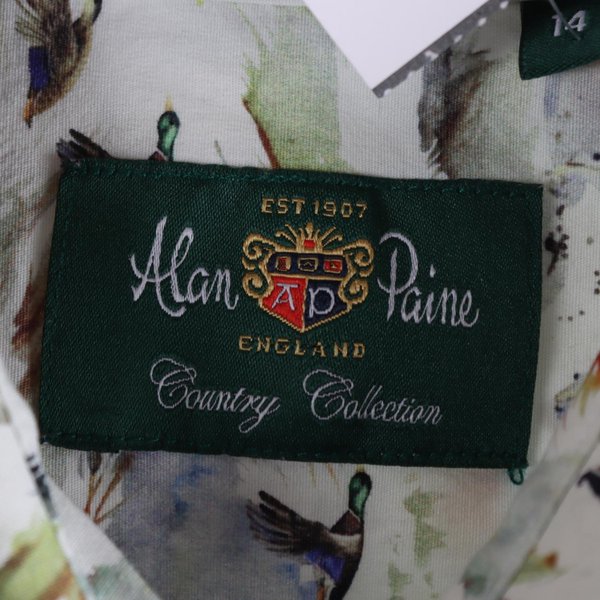 14
EST 1907
Alan AP Paine
ENGLAND
Country Collection